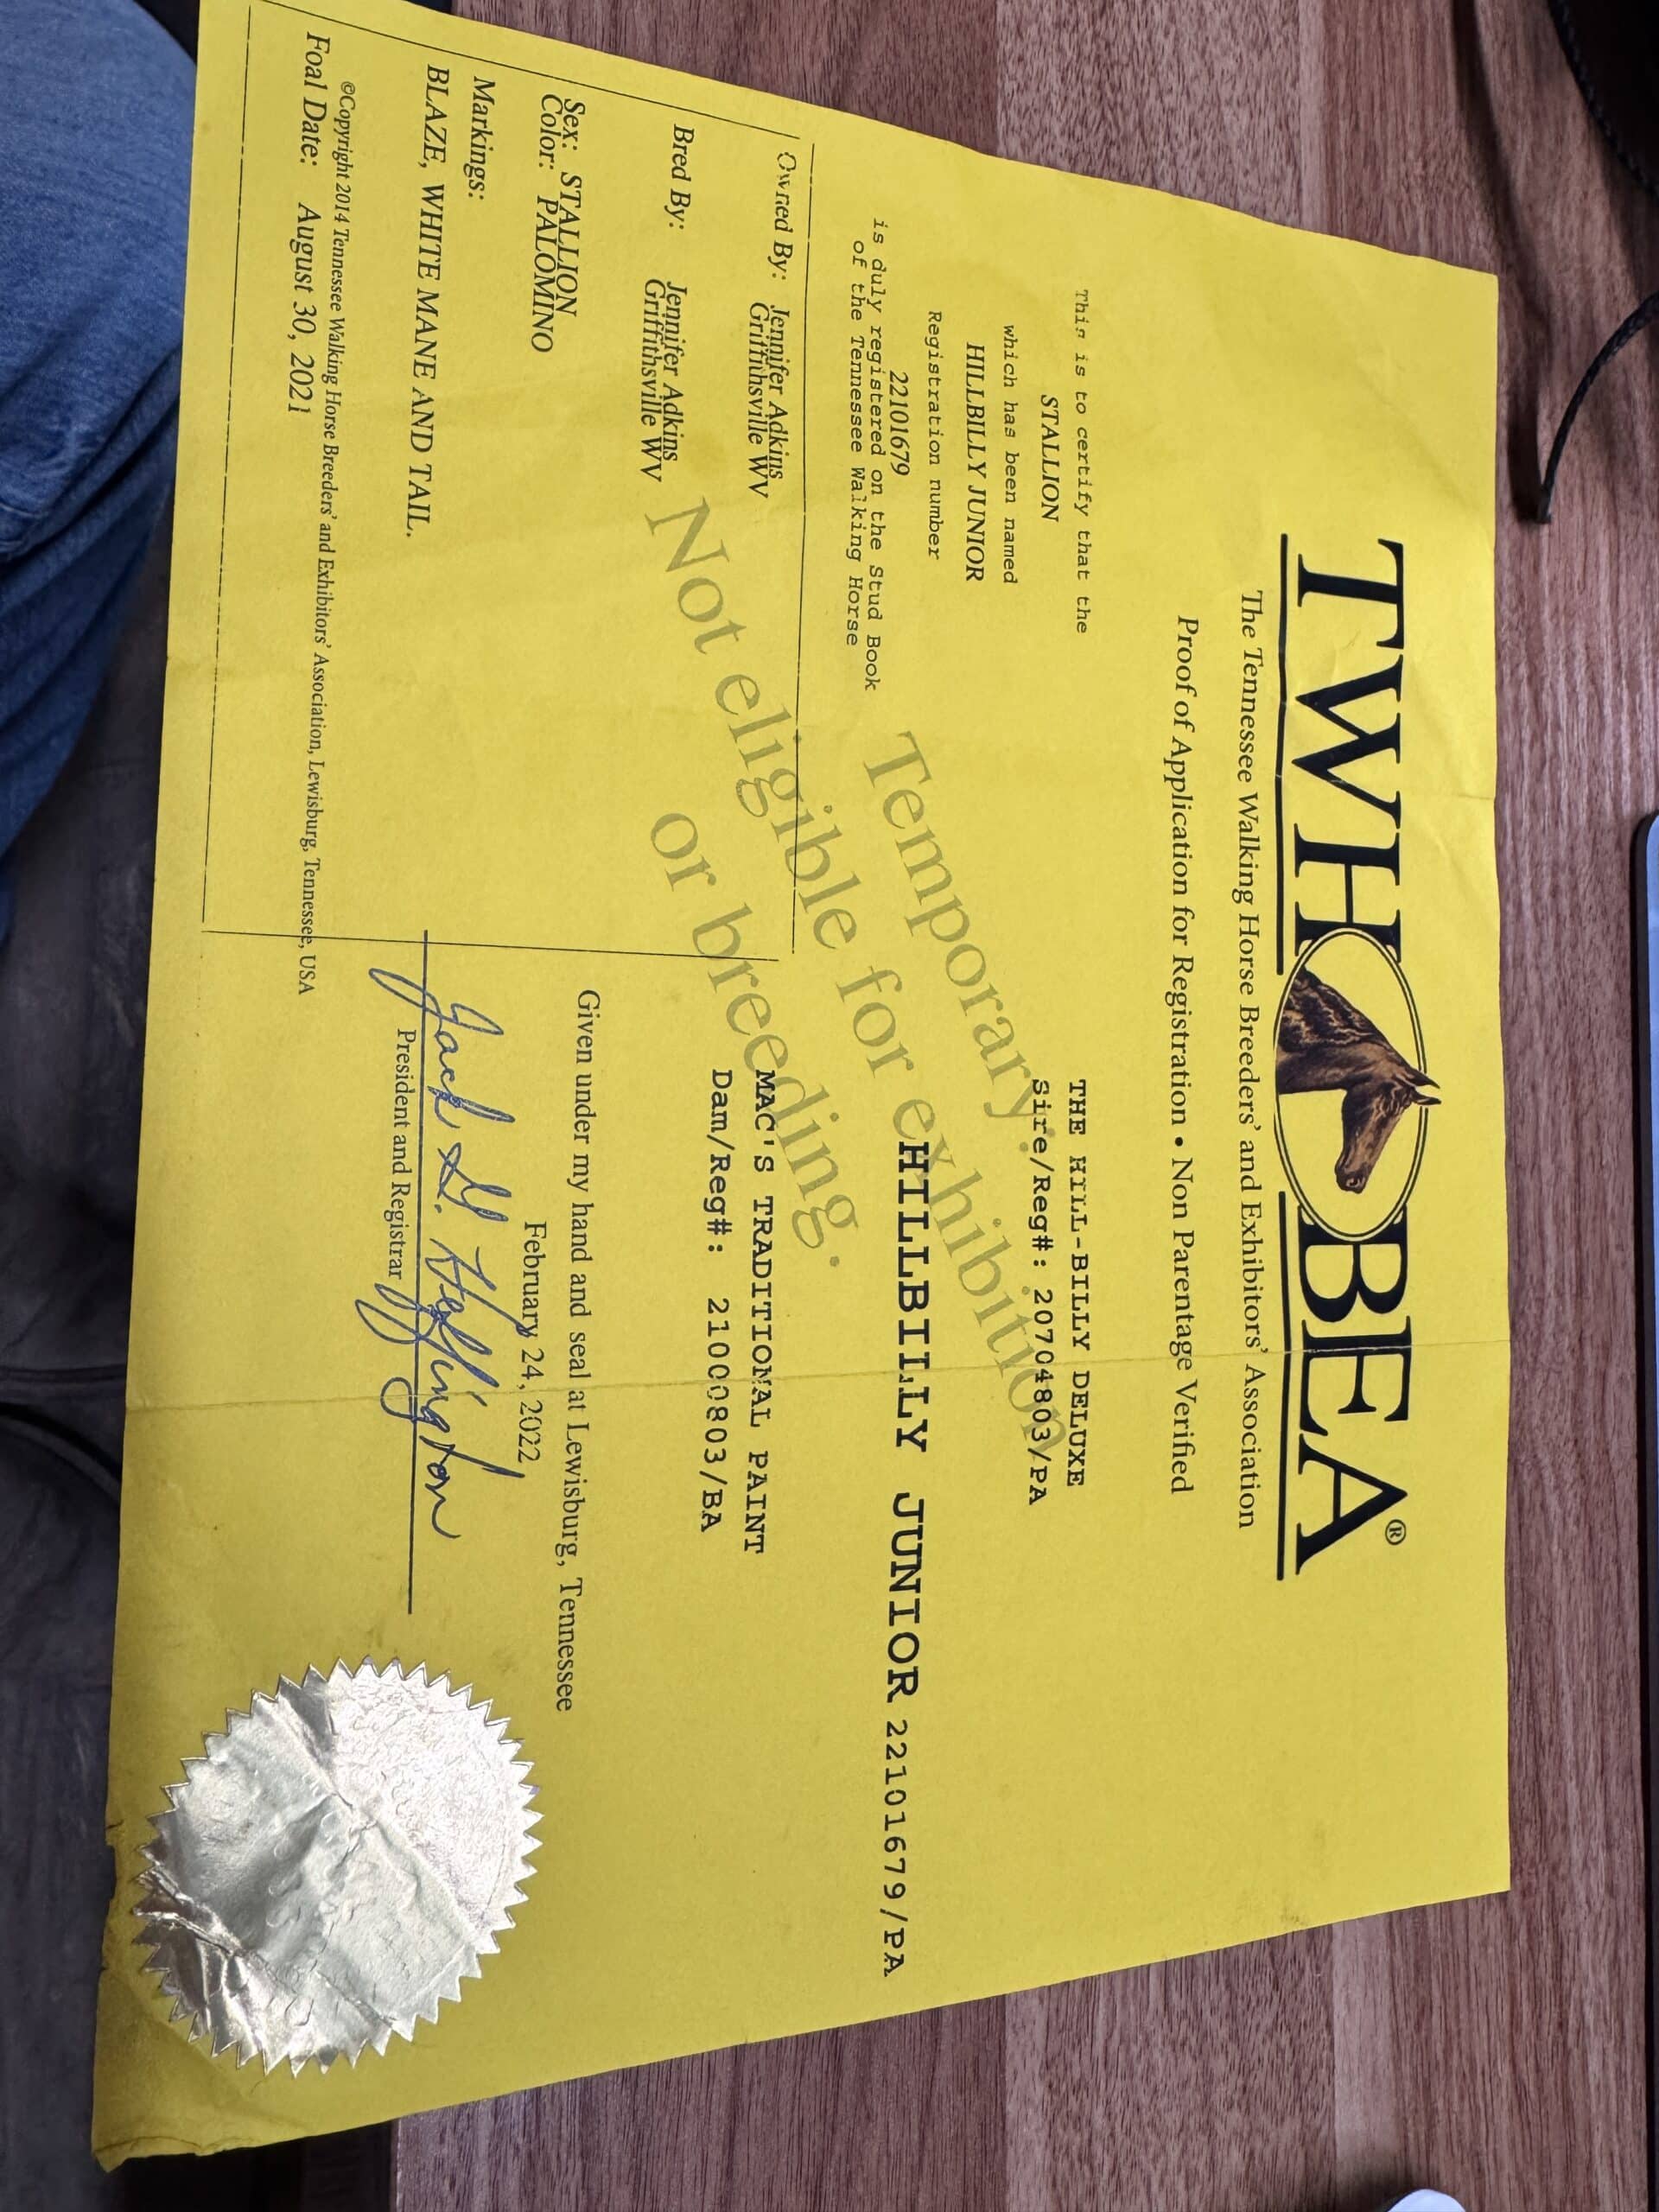 TWHBEA®
The Tennessee Walking Horse Breeders' and Exhibitors' Association
Proof of Application for Registration • Non Parentage Verified
This is to certify that the
STALLION
which has been named
HILLBILLY JUNIOR
Registration number
22101679
is duly registered on the Stud Book
of the Tennessee Walking Horse
THE HILL-BILLY DELUXE
Sire/Reg#: 20704803/PA
HILLBILLY JUNIOR 22101679/PA
MAC'S TRADITIONAL PAINT
Dam/Reg#: 21000803/BA
Temporary.
Not eligible for exhibition
or breeding.
Owned By: Jennifer Adkins
Griffithsville WV
Bred By: Jennifer Adkins
Griffithsville WV
Sex: STALLION
Color: PALOMINO
Markings:
BLAZE, WHITE MANE AND TAIL.
©Copyright 2014 Tennessee Walking Horse Breeders' and Exhibitors' Association, Lewisburg, Tennessee, USA
Foal Date: August 30, 2021
Given under my hand and seal at Lewisburg, Tennessee
February 24, 2022
Jack G. Heffington
President and Registrar